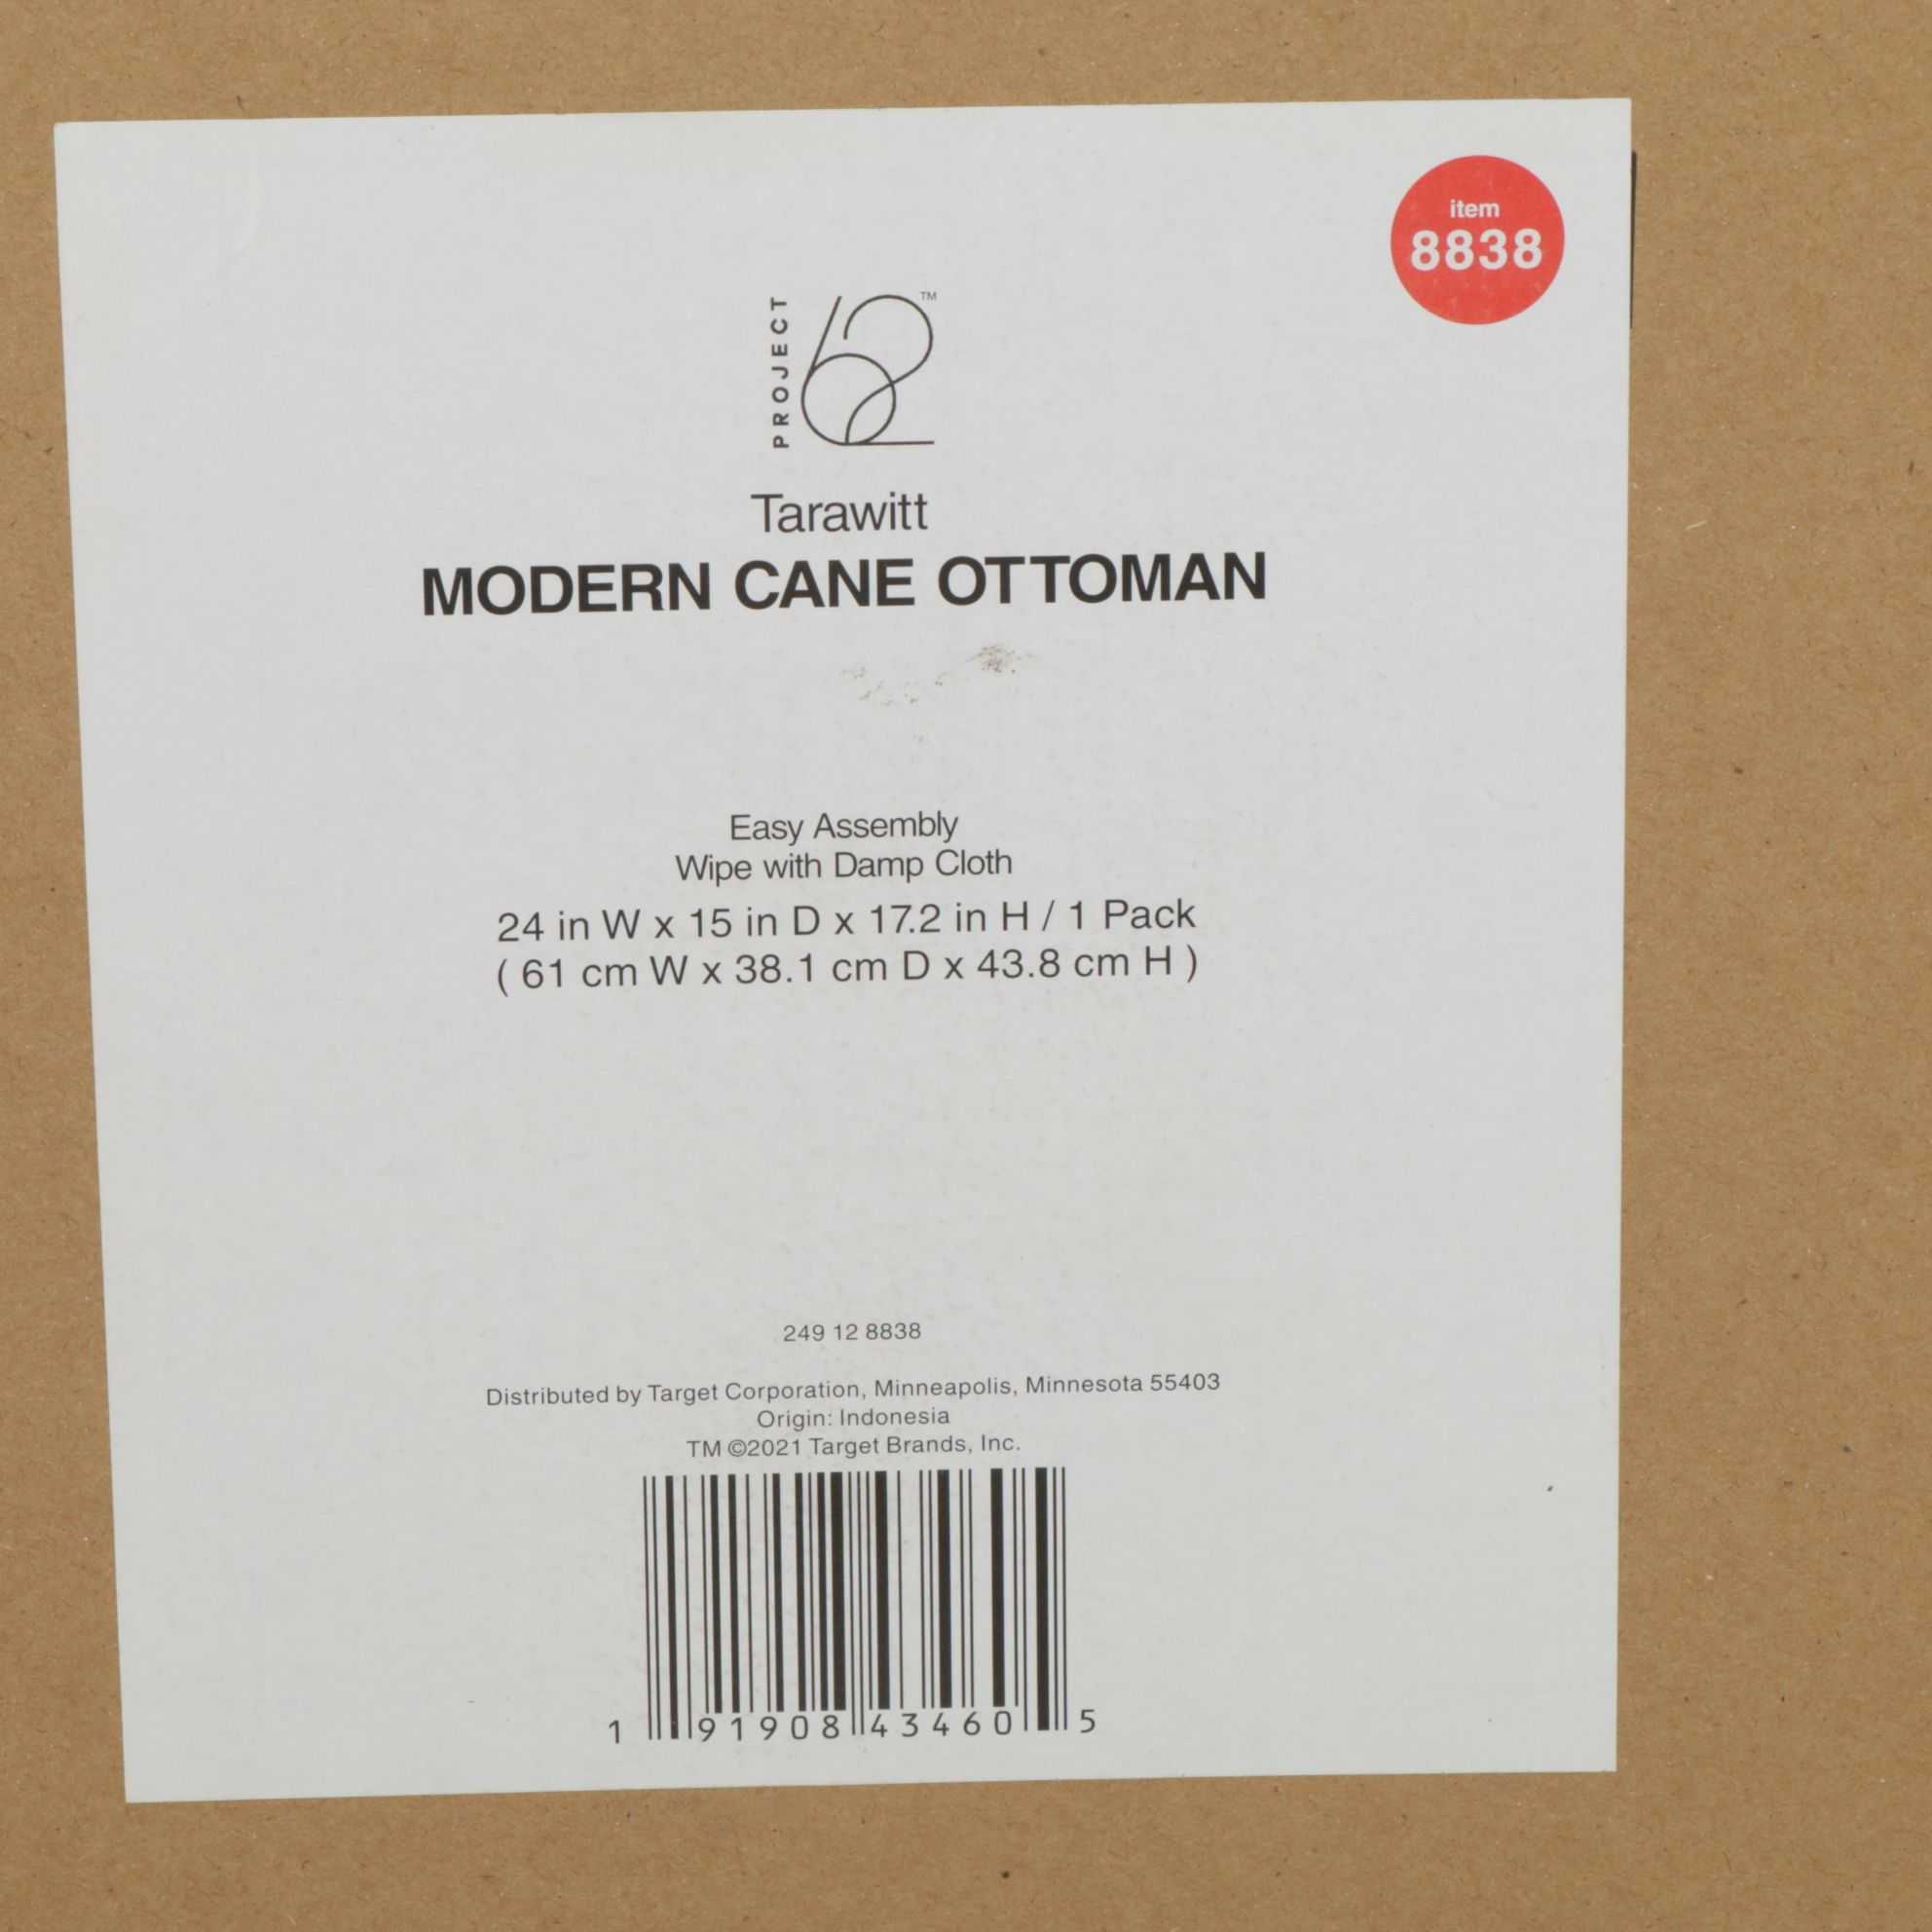 item
8838
PROJECT 62™
Tarawitt
MODERN CANE OTTOMAN
Easy Assembly
Wipe with Damp Cloth
24 in W x 15 in D x 17.2 in H / 1 Pack
( 61 cm W x 38.1 cm D x 43.8 cm H )
249 12 8838
Distributed by Target Corporation, Minneapolis, Minnesota 55403
Origin: Indonesia
TM ©2021 Target Brands, Inc.
1 91908 43460 5